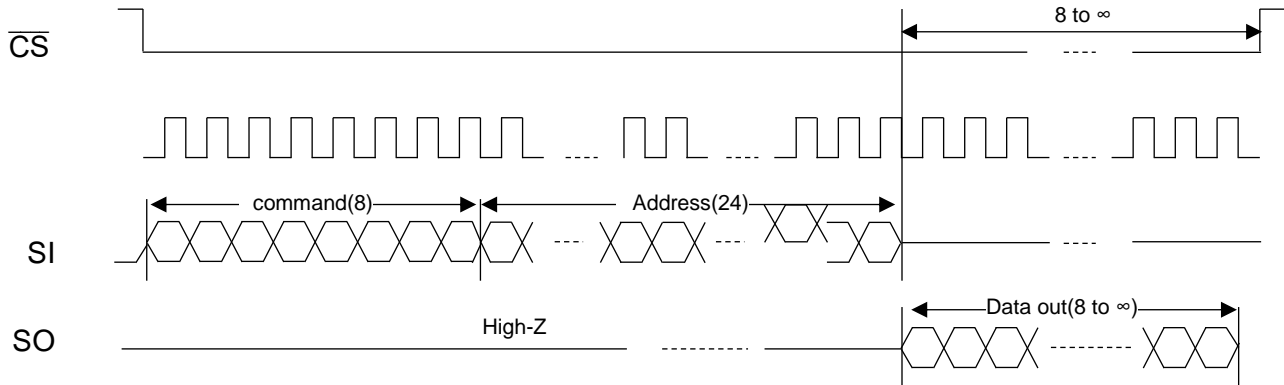 8 to ∞
CS
command(8)
Address(24)
SI
Data out(8 to ∞)
High-Z
SO